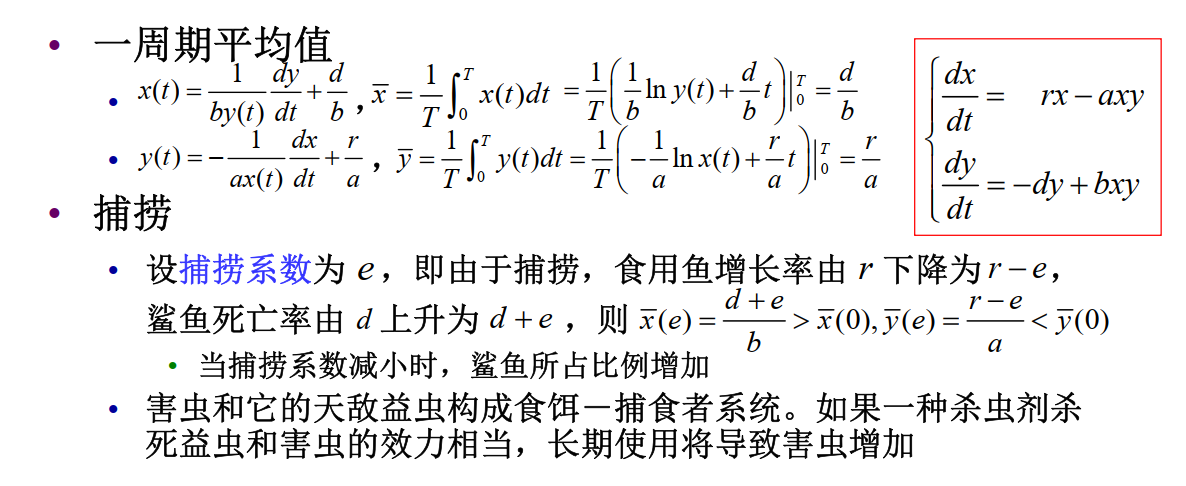 • 一周期平均值
• x(t) = \frac{1}{by(t)} \frac{dy}{dt} + \frac{d}{b} , \bar{x} = \frac{1}{T} \int_0^T x(t)dt = \frac{1}{T} \left( \frac{1}{b} \ln y(t) + \frac{d}{b} t \right) |_0^T = \frac{d}{b}
• y(t) = -\frac{1}{ax(t)} \frac{dx}{dt} + \frac{r}{a} , \bar{y} = \frac{1}{T} \int_0^T y(t)dt = \frac{1}{T} \left( -\frac{1}{a} \ln x(t) + \frac{r}{a} t \right) |_0^T = \frac{r}{a}
\begin{cases} \frac{dx}{dt} = rx - axy \\ \frac{dy}{dt} = -dy + bxy \end{cases}
• 捕捞
• 设捕捞系数为 e，即由于捕捞，食用鱼增长率由 r 下降为 r - e，
鲨鱼死亡率由 d 上升为 d + e ，则 \bar{x}(e) = \frac{d+e}{b} > \bar{x}(0), \bar{y}(e) = \frac{r-e}{a} < \bar{y}(0)
• 当捕捞系数减小时，鲨鱼所占比例增加
• 害虫和它的天敌益虫构成食饵－捕食者系统。如果一种杀虫剂杀
死益虫和害虫的效力相当，长期使用将导致害虫增加